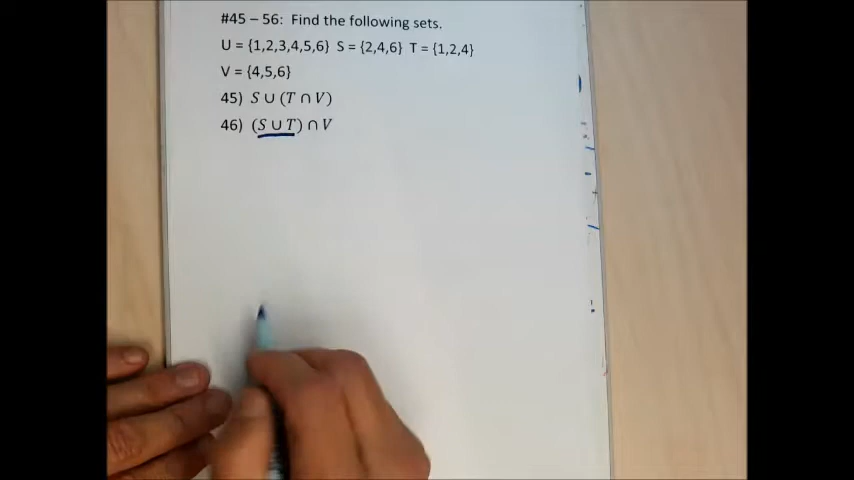 #45 – 56: Find the following sets.
U = {1,2,3,4,5,6} S = {2,4,6} T = {1,2,4}
V = {4,5,6}
45) S ∪ (T ∩ V)
46) (S ∪ T) ∩ V